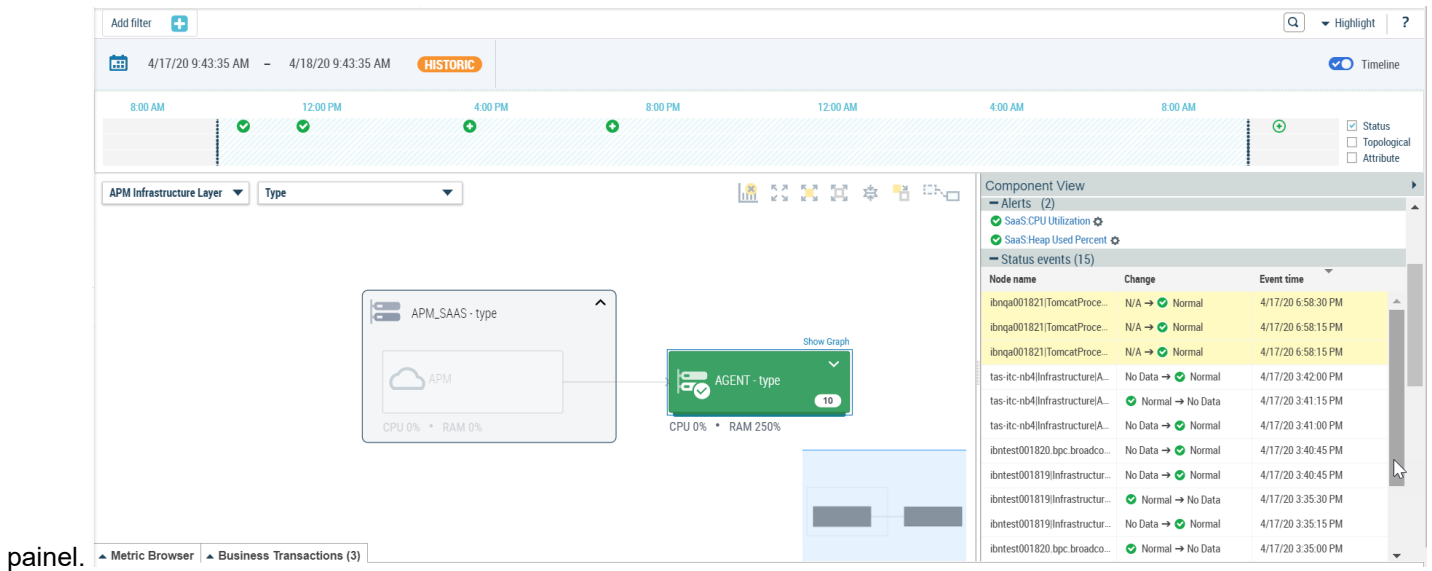 Add filter
Highlight ?
4/17/20 9:43:35 AM – 4/18/20 9:43:35 AM HISTORIC
Timeline
8:00 AM 12:00 PM 4:00 PM 8:00 PM 12:00 AM 4:00 AM 8:00 AM
Status
Topological
Attribute
APM Infrastructure Layer Type
APM_SAAS - type
APM
CPU 0% • RAM 0%
Show Graph
AGENT - type
10
CPU 0% • RAM 250%
Component View
Alerts (2)
SaaS:CPU Utilization
SaaS:Heap Used Percent
Status events (15)
Node name Change Event time
ibnqa001821|TomcatProce... N/A → Normal 4/17/20 6:58:30 PM
ibnqa001821|TomcatProce... N/A → Normal 4/17/20 6:58:15 PM
ibnqa001821|TomcatProce... N/A → Normal 4/17/20 6:58:15 PM
tas-itc-nb4|Infrastructure|A... No Data → Normal 4/17/20 3:42:00 PM
tas-itc-nb4|Infrastructure|A... Normal → No Data 4/17/20 3:41:15 PM
tas-itc-nb4|Infrastructure|A... No Data → Normal 4/17/20 3:41:00 PM
ibntest001820.bpc.broadco... No Data → Normal 4/17/20 3:40:45 PM
ibntest001819|Infrastructur... No Data → Normal 4/17/20 3:40:45 PM
ibntest001819|Infrastructur... Normal → No Data 4/17/20 3:35:30 PM
ibntest001819|Infrastructur... No Data → Normal 4/17/20 3:35:15 PM
ibntest001820.bpc.broadco... Normal → No Data 4/17/20 3:35:00 PM
painel.
Metric Browser Business Transactions (3)